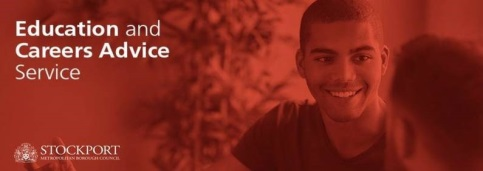 Education and
Careers Advice
Service
STOCKPORT
METROPOLITAN BOROUGH COUNCIL